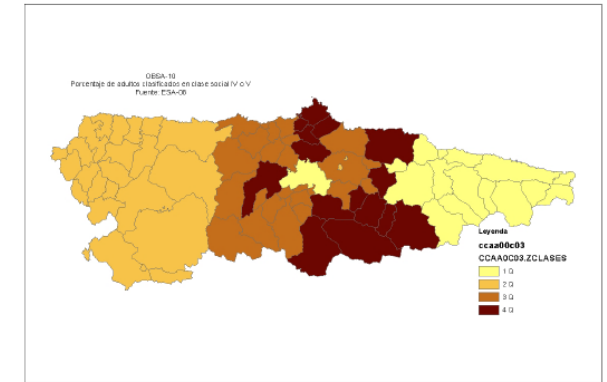 OBSA-10
Porcentaje de adultos clasificados en clase social IV o V
Fuente: ESA-08
Leyenda
ccaa00c03
CCAA0C03.ZCLASES
1 Q
2 Q
3 Q
4 Q